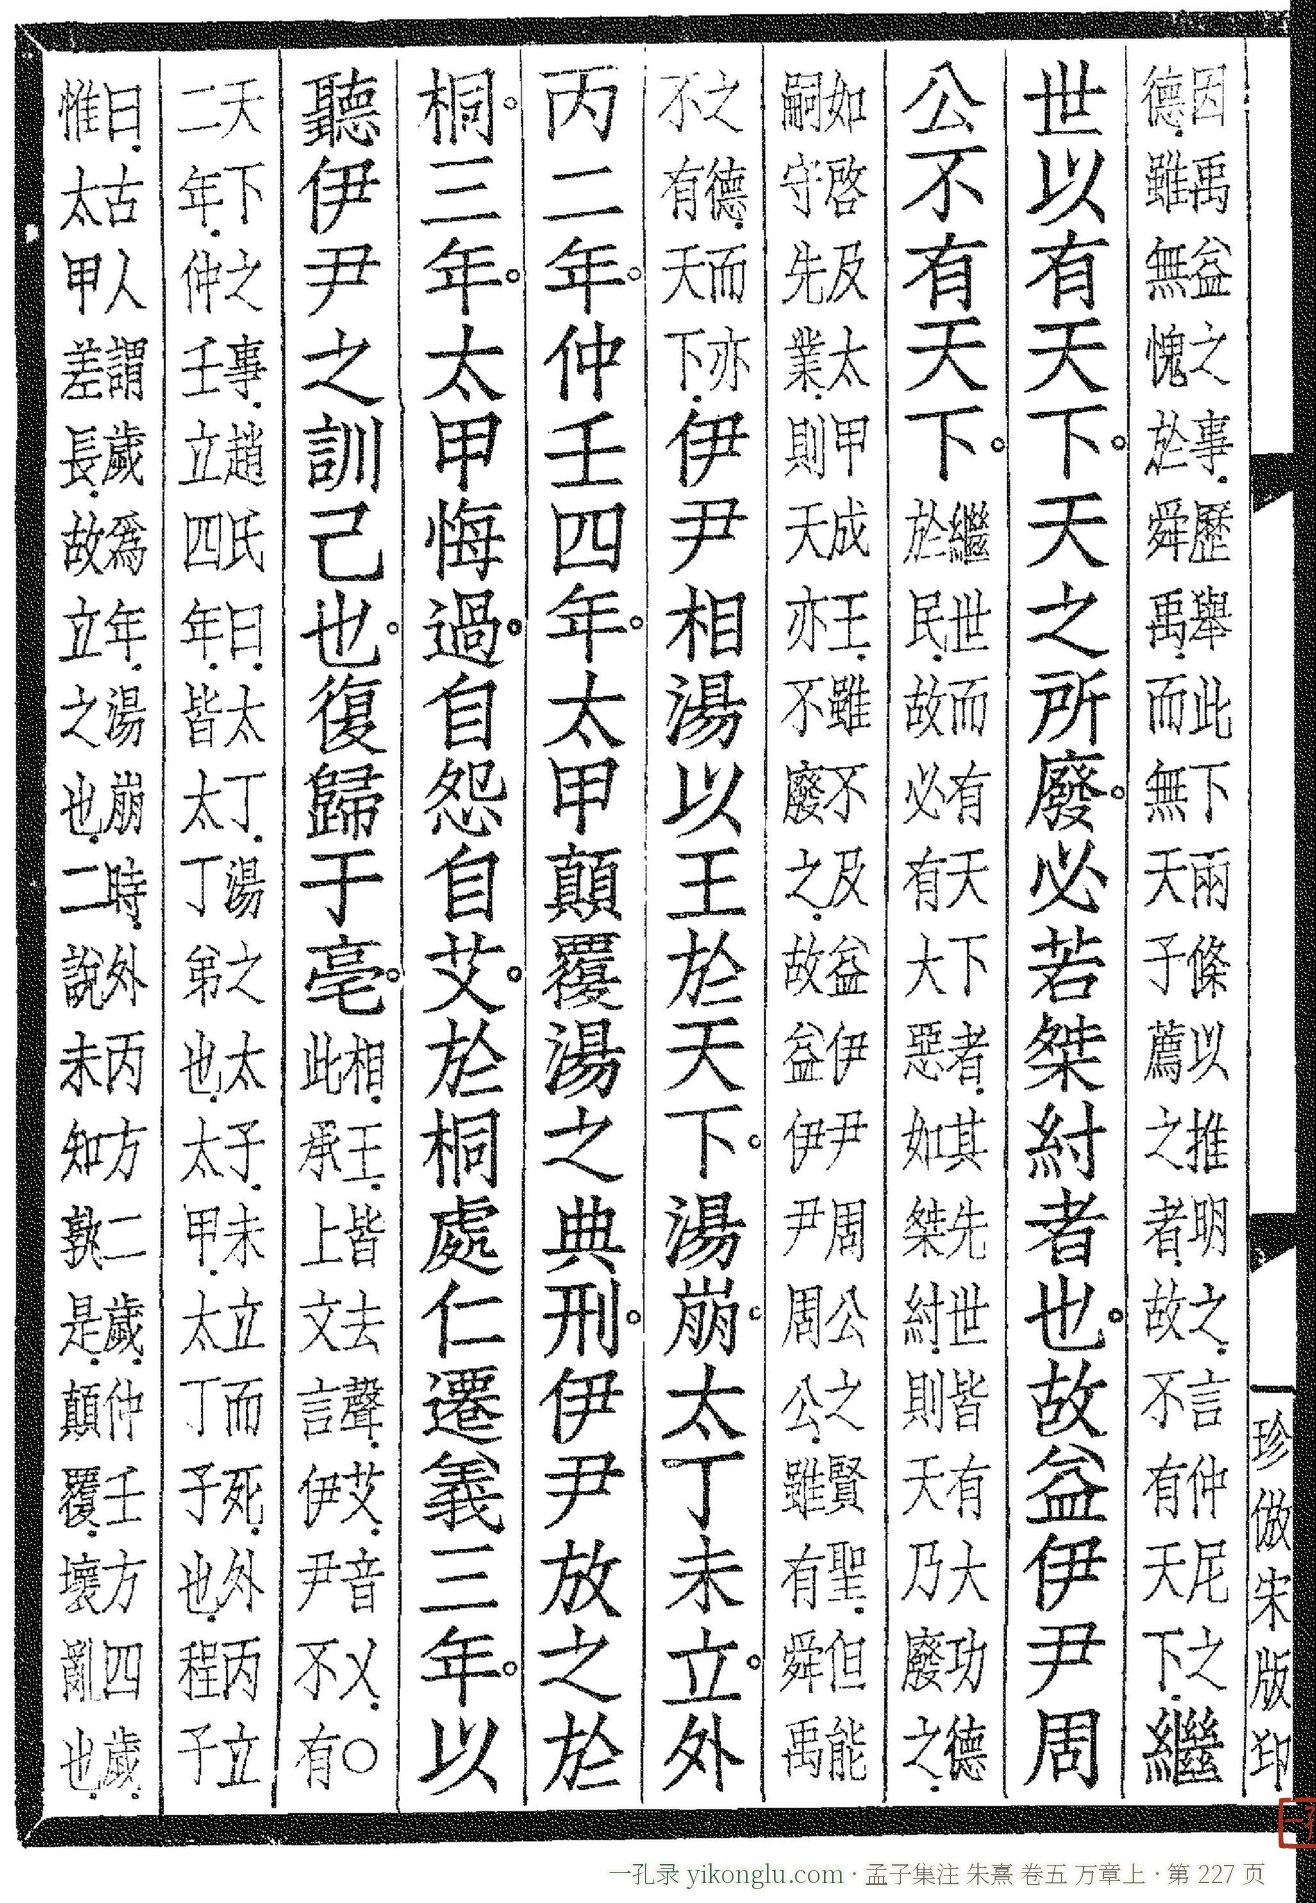 因禹益之事。歷舉此下兩條以推明之。言仲尼之德。雖無愧於舜禹。而無天子薦之者。故不有天下。繼
世以有天下。天之所廢。必若桀紂者也。故益伊尹周
公不有天下。繼世而有天下者。其先世皆有大功德於民。故必有大惡如桀紂。則天乃廢之。
如啓及太甲成王。雖不及益伊尹周公之賢聖。但能嗣守先業。則天亦不廢之。故益伊尹周公。雖有舜禹
之德。而亦不有天下。伊尹相湯以王於天下。湯崩。太丁未立。外
丙二年。仲壬四年。太甲顛覆湯之典刑。伊尹放之於
桐。三年。太甲悔過。自怨自艾。於桐處仁遷義三年。以
聽伊尹之訓己也。復歸于亳。相。王。皆去聲。艾。音乂。○此承上文言伊尹不有
天下之事。趙氏曰。太丁。湯之太子。未立而死。外丙立二年。仲壬立四年。皆太丁弟也。太甲。太丁子也。程子
曰。古人謂歲爲年。湯崩時。外丙方二歲。仲壬方四歲。惟太甲差長。故立之也。二說未知孰是。顛覆。壞亂也。
珍倣宋版印
一孔录 yikonglu.com · 孟子集注 朱熹 卷五 万章上 · 第 227 页